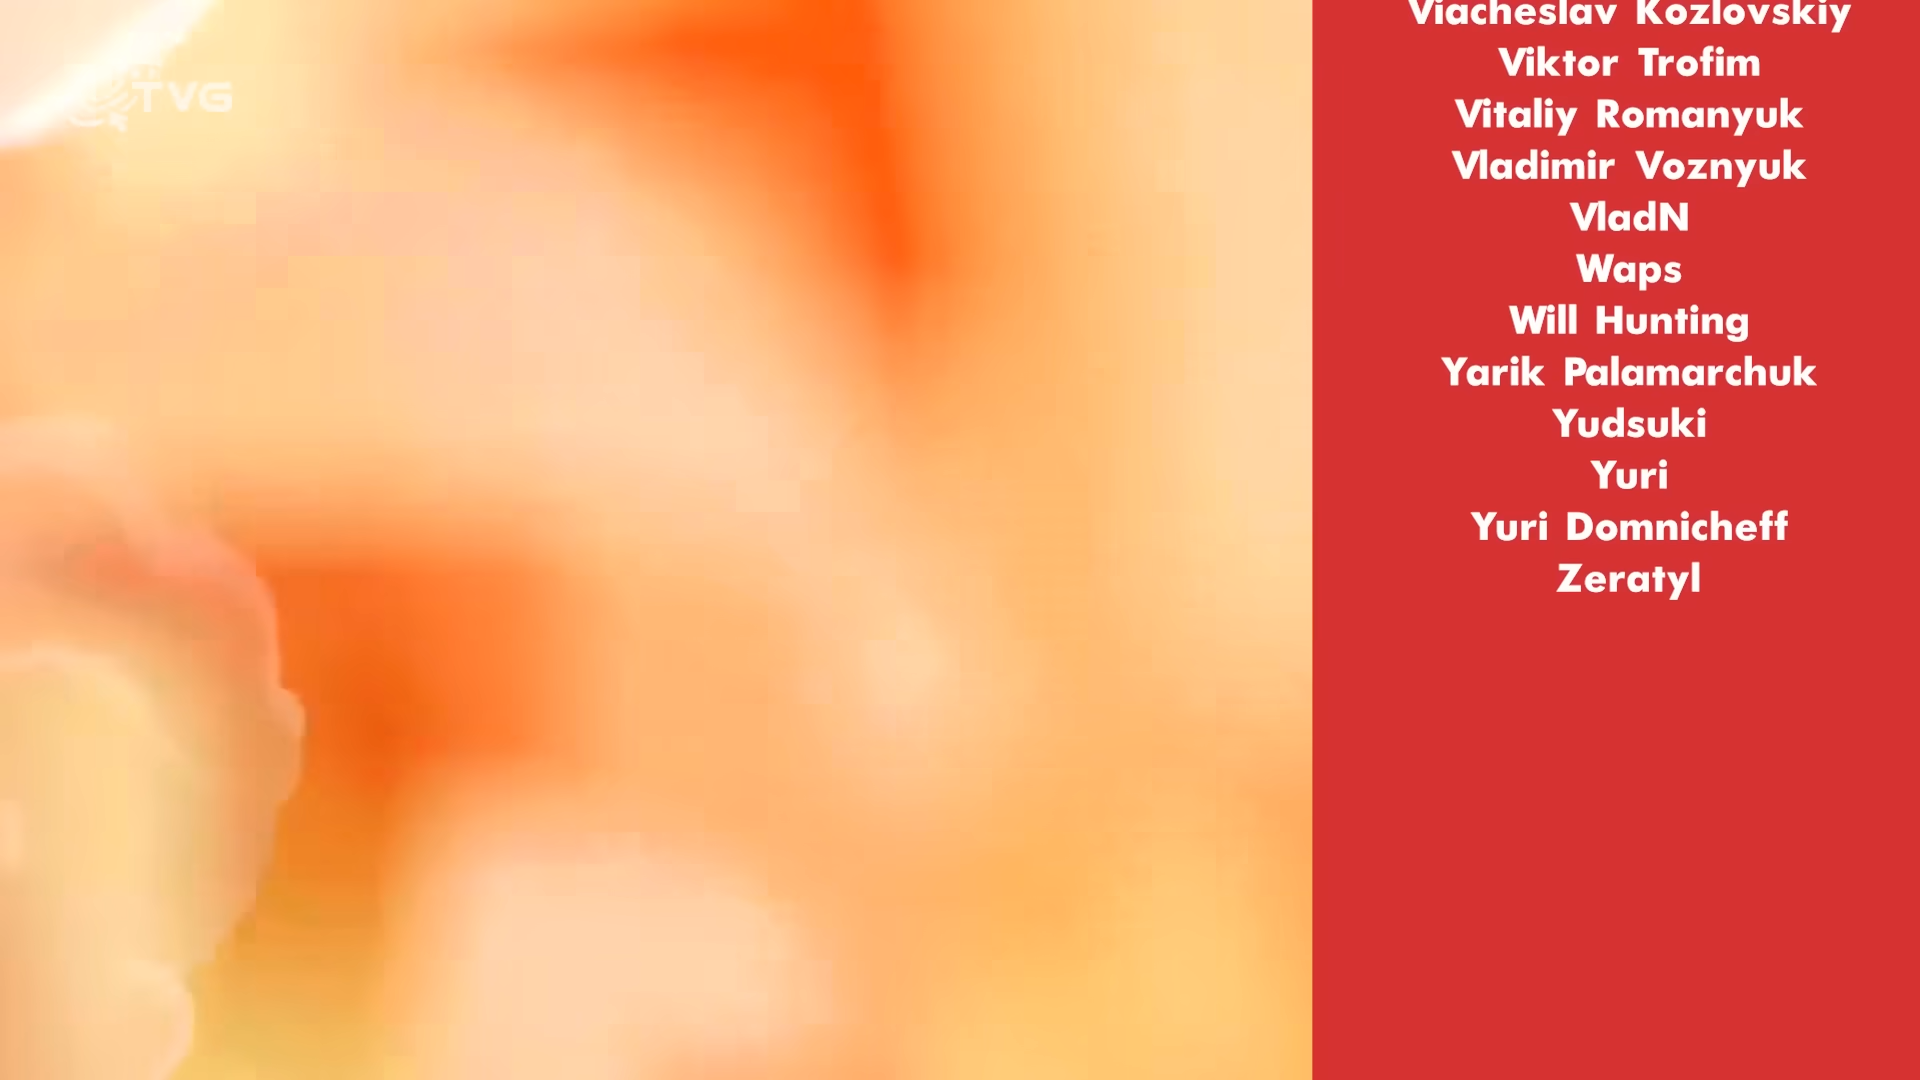 TVG
Viacheslav Kozlovskiy
Viktor Trofim
Vitaliy Romanyuk
Vladimir Voznyuk
VladN
Waps
Will Hunting
Yarik Palamarchuk
Yudsuki
Yuri
Yuri Domnicheff
Zeratyl